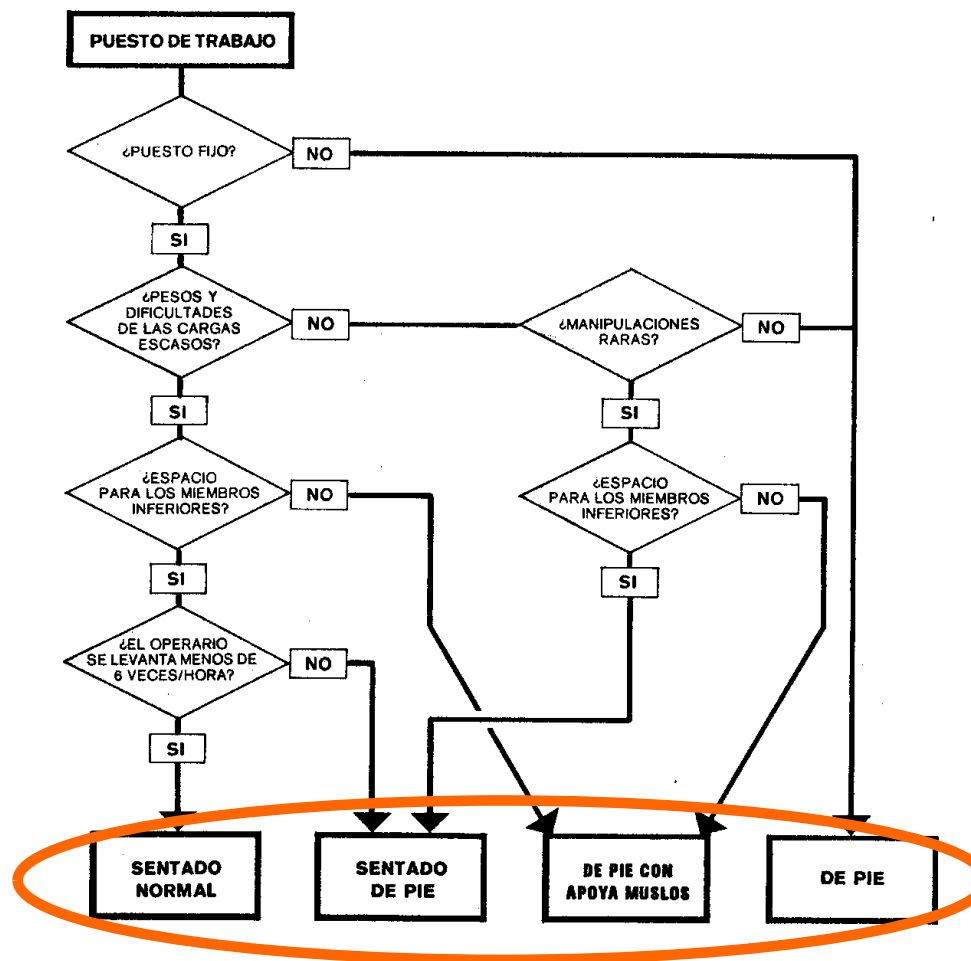 PUESTO DE TRABAJO
¿PUESTO FIJO?
NO
SI
¿PESOS Y
DIFICULTADES
DE LAS CARGAS
ESCASOS?
NO
¿MANIPULACIONES
RARAS?
NO
SI
SI
¿ESPACIO
PARA LOS MIEMBROS
INFERIORES?
NO
¿ESPACIO
PARA LOS MIEMBROS
INFERIORES?
NO
SI
SI
¿EL OPERARIO
SE LEVANTA MENOS DE
6 VECES/HORA?
NO
SI
SENTADO
NORMAL
SENTADO
DE PIE
DE PIE CON
APOYA MUSLOS
DE PIE